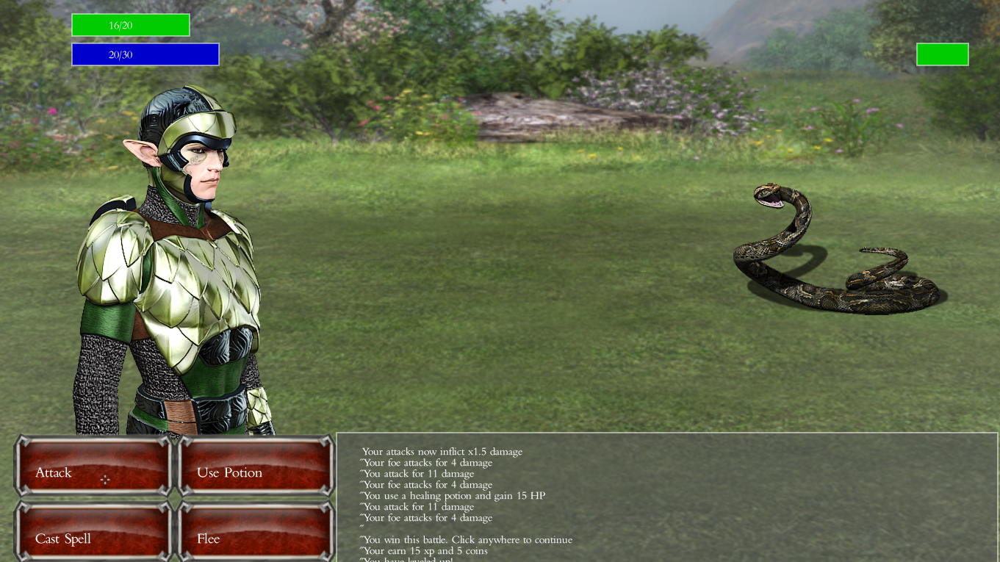 16/20
20/30
Attack
Use Potion
Cast Spell
Flee
Your attacks now inflict x1.5 damage
˝Your foe attacks for 4 damage
˝You attack for 11 damage
˝Your foe attacks for 4 damage
˝You use a healing potion and gain 15 HP
˝You attack for 11 damage
˝Your foe attacks for 4 damage
˝
˝You win this battle. Click anywhere to continue
˝Your earn 15 xp and 5 coins
˝You have leveled up!